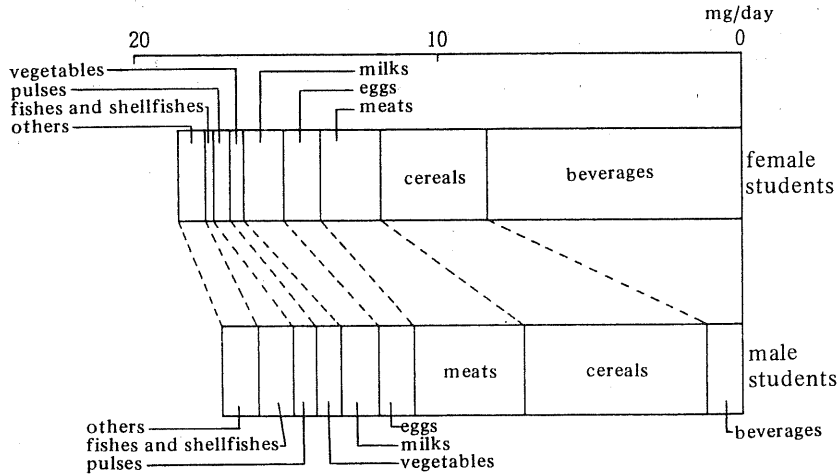 mg/day
20 10 0
vegetables
pulses
fishes and shellfishes
others
milks
eggs
meats
cereals
beverages
female
students
meats
cereals
male
students
others
fishes and shellfishes
pulses
eggs
milks
vegetables
beverages